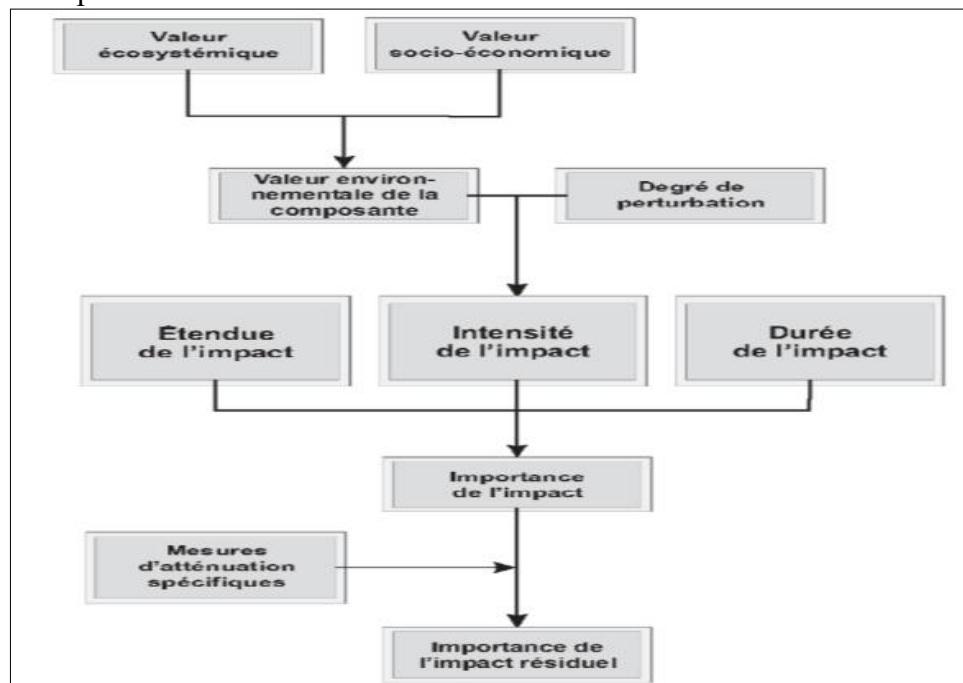 Valeur
écosystémique
Valeur
socio-économique
Valeur environ-
nementale de la
composante
Degré de
perturbation
Étendue
de l'impact
Intensité
de l'impact
Durée
de l'impact
Importance
de l'impact
Mesures
d'atténuation
spécifiques
Importance de
l'impact résiduel